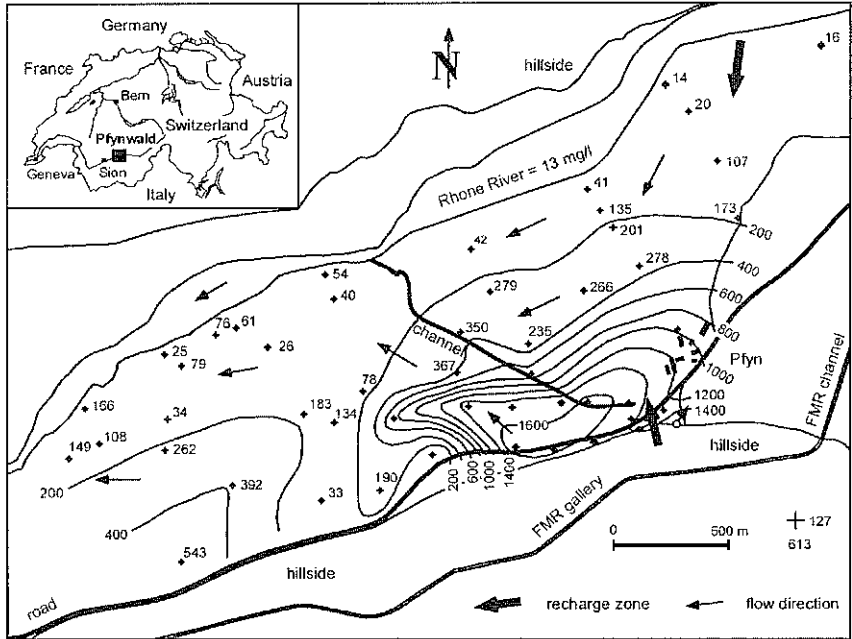 Germany
France
Austria
Bern
Switzerland
Pfynwald
Geneva
Sion
Italy
N
hillside
16
14
20
Rhone River = 13 mg/l
107
41
135
173
201
200
42
278
400
54
279
266
600
40
76
61
channel
350
235
800
Pfyn
25
26
367
1000
79
78
1200
166
183
1400
FMR channel
34
134
1600
149
108
262
hillside
200
392
190
200
600
1000
1400
33
FMR gallery
400
0
500 m
127
613
543
hillside
road
recharge zone
flow direction